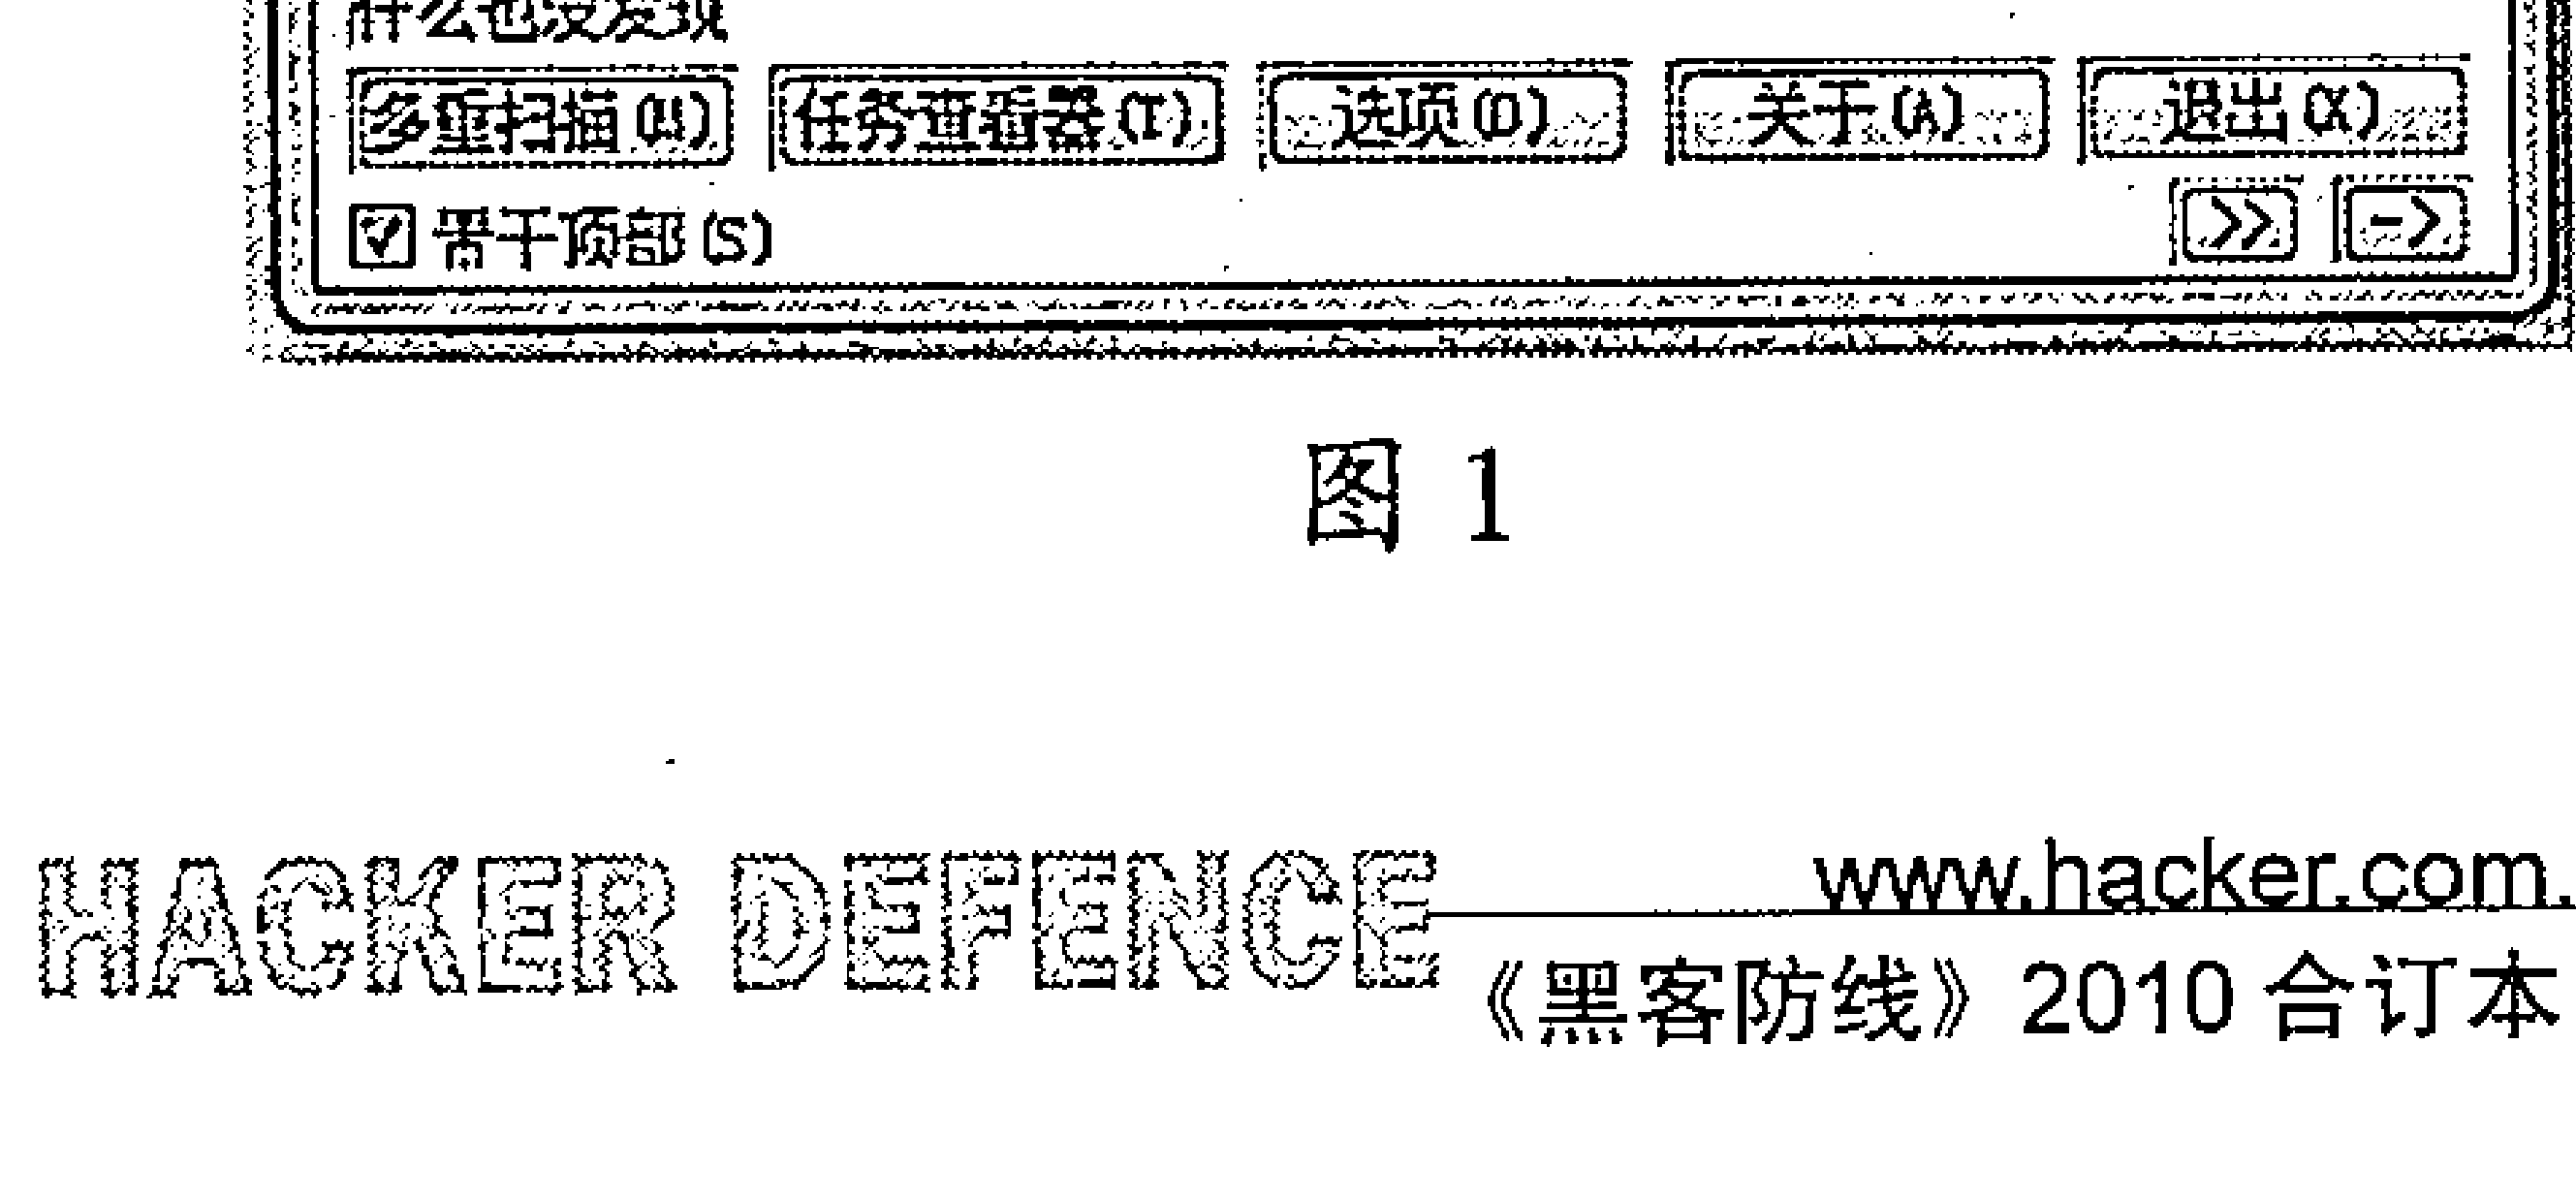 什么也没发现
多重扫描(M) 任务查看器(T) 选项(O) 关于(A) 退出(X)
置于顶部(S) >> ->
图 1
HACKER DEFENCE
www.hacker.com.
《黑客防线》2010 合订本